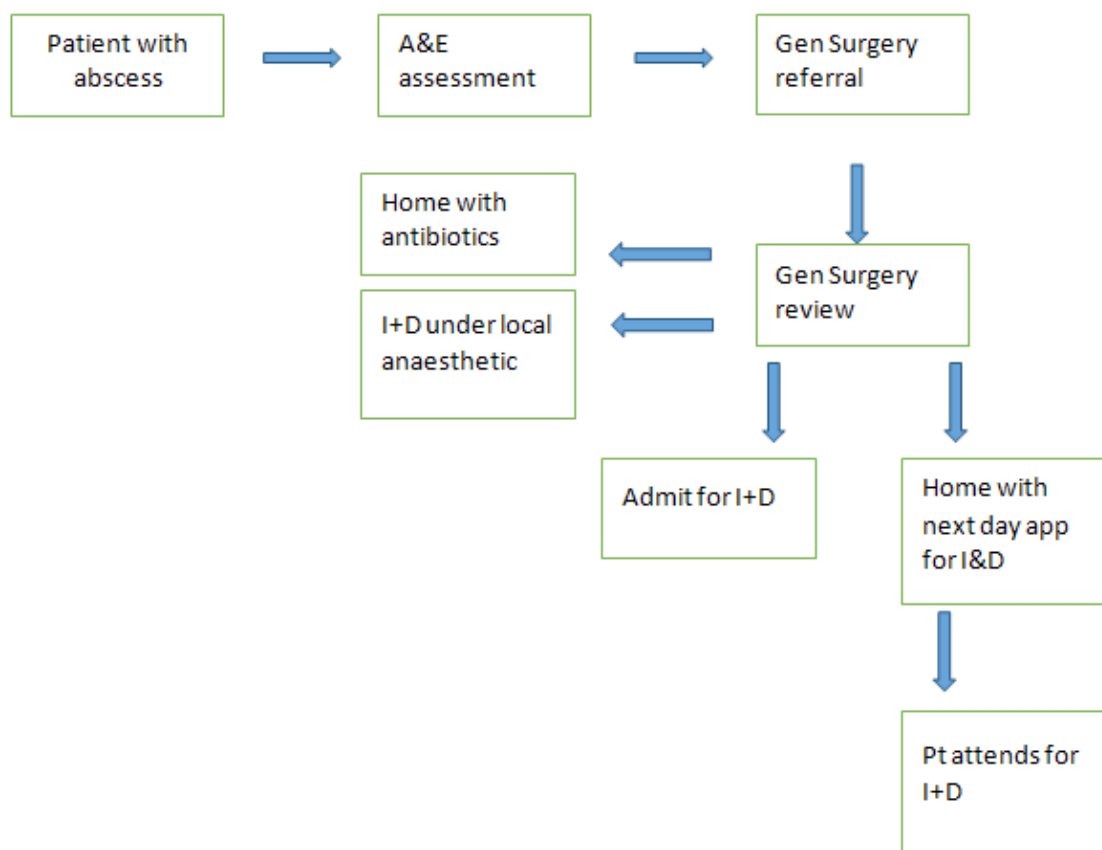 Patient with
abscess
A&E
assessment
Gen Surgery
referral
Home with
antibiotics
Gen Surgery
review
I+D under local
anaesthetic
Admit for I+D
Home with
next day app
for I&D
Pt attends for
I+D